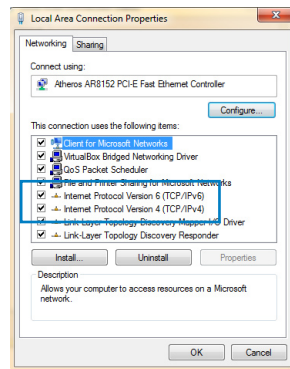 Local Area Connection Properties
Networking Sharing
Connect using:
Atheros AR8152 PCI-E Fast Ethernet Controller
Configure...
This connection uses the following items:
Client for Microsoft Networks
VirtualBox Bridged Networking Driver
QoS Packet Scheduler
File and Printer Sharing for Microsoft Networks
Internet Protocol Version 6 (TCP/IPv6)
Internet Protocol Version 4 (TCP/IPv4)
Link-Layer Topology Discovery Mapper I/O Driver
Link-Layer Topology Discovery Responder
Install... Uninstall Properties
Description
Allows your computer to access resources on a Microsoft
network.
OK Cancel